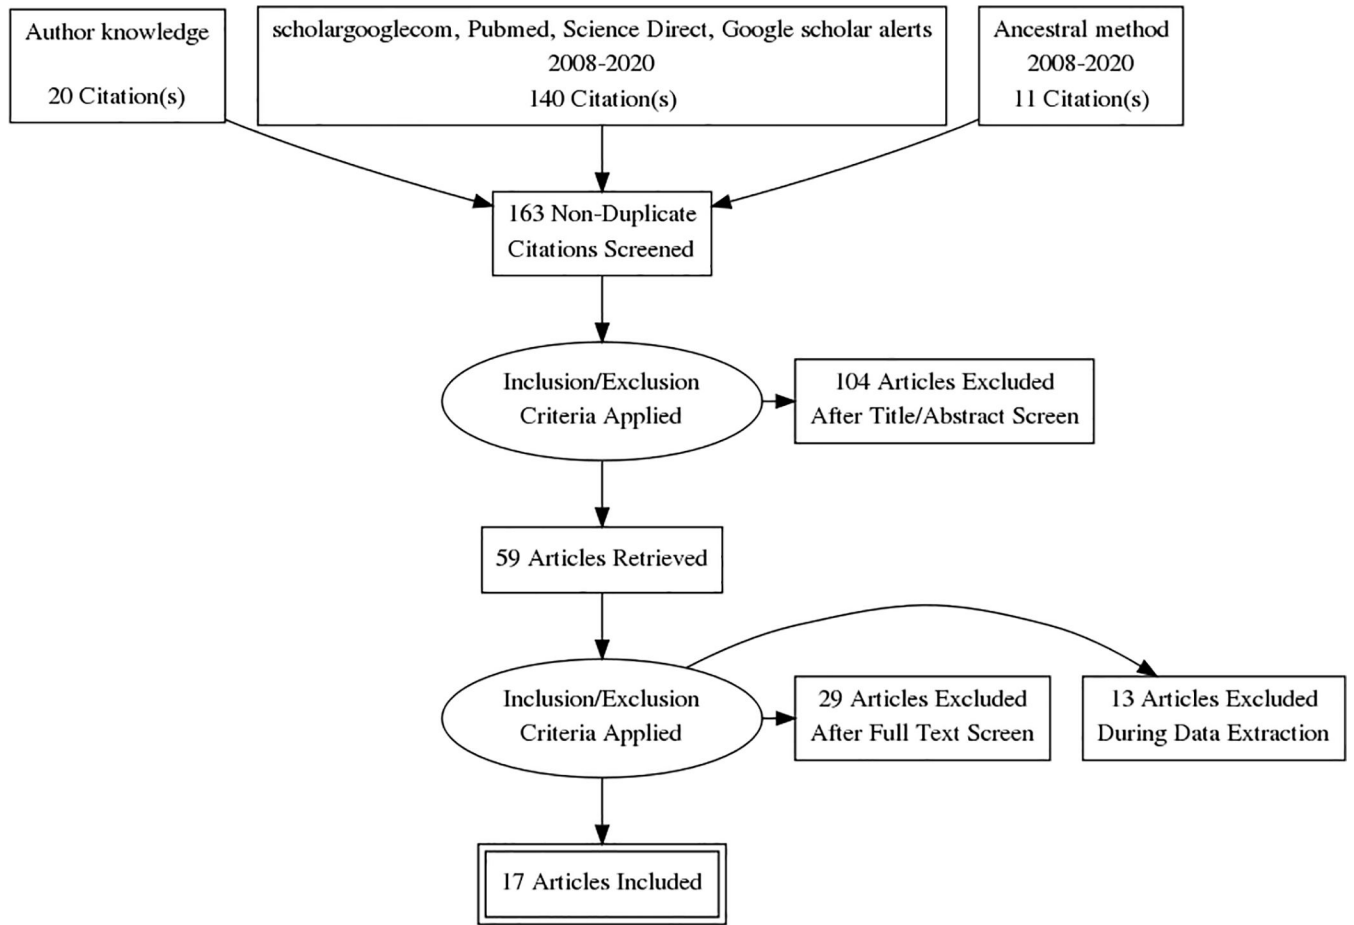 Author knowledge
20 Citation(s)
scholargooglecom, Pubmed, Science Direct, Google scholar alerts
2008-2020
140 Citation(s)
Ancestral method
2008-2020
11 Citation(s)
163 Non-Duplicate
Citations Screened
Inclusion/Exclusion
Criteria Applied
104 Articles Excluded
After Title/Abstract Screen
59 Articles Retrieved
Inclusion/Exclusion
Criteria Applied
29 Articles Excluded
After Full Text Screen
13 Articles Excluded
During Data Extraction
17 Articles Included